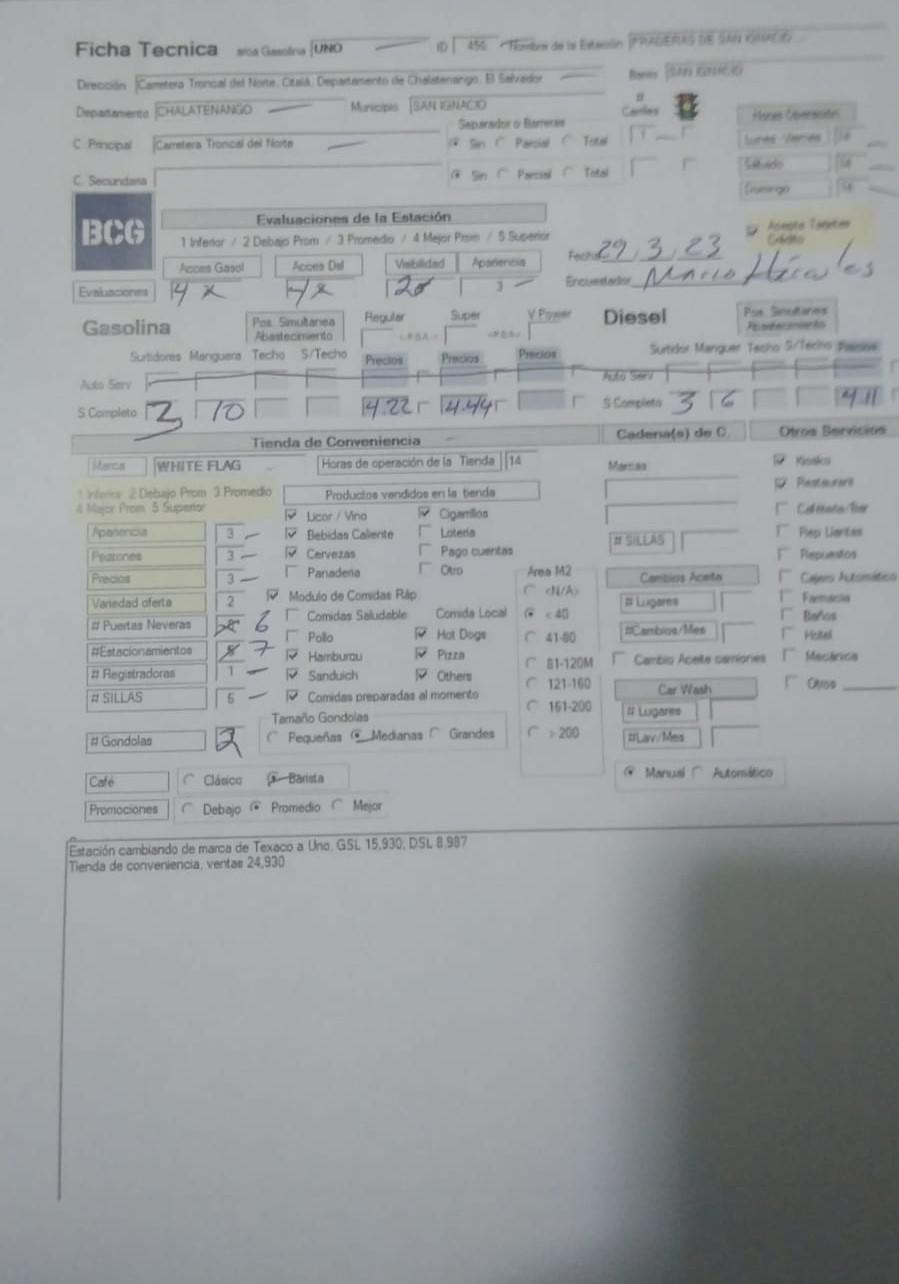 Ficha Tecnica arca Gasolina UNO ID 456 Nombre de la Estación PRADERAS DE SAN IGNACIO
Dirección Carretera Troncal del Norte, Citalá, Departamento de Chalatenango, El Salvador Barrio SAN IGNACIO
Departamento CHALATENANGO Municipio SAN IGNACIO # Carriles Horas Operación
C. Principal Carretera Troncal del Norte Separador o Barreras Sin Parcial Total 1 Lunes /Viernes
C. Secundaria Sin Parcial Total Sábado
Domingo
BCG
Evaluaciones de la Estación
1 Inferior / 2 Debajo Prom / 3 Promedio / 4 Mejor Prom / 5 Superior
Acepta Tarjetas Crédito
Acces Gasol Acces Dsl Visibilidad Apariencia Fecha 29, 3, 23
Evaluaciones 4 3 Encuestador Mario
Gasolina Pos. Simultanea Abastecimiento Regular Super V Power Diesel Pos. Simultanea Abastecimiento
Surtidores Manguera Techo S/Techo Precios Precios Precios Surtidor Manguer Techo S/Techo Precios
Auto Serv Auto Serv
S Completo 3 10 4.22 4.44 S Completo 3 6 4.11
Tienda de Conveniencia Cadena(s) de C. Otros Servicios
Marca WHITE FLAG Horas de operación de la Tienda 14 Marcas Kiosko
1 Inferior 2 Debajo Prom 3 Promedio
4 Mejor Prom 5 Superior
Productos vendidos en la tienda Restaurant
Licor / Vino Cigarrillos Cafetería/Bar
Apariencia 3 Bebidas Caliente Loteria # SILLAS Rep Llantas
Peatones 3 Cervezas Pago cuentas Repuestos
Precios 3 Panaderia Otro Area M2 Cambios Aceite Cajero Automático
Variedad oferta 2 Modulo de Comidas Ráp <N/A> # Lugares Farmacia
# Puertas Neveras 6 Comidas Saludable Comida Local < 40 Baños
#Estacionamientos 7 Pollo Hot Dogs 41-80 #Cambios/Mes Hotel
# Registradoras 1 Hamburou Pizza 81-120M Cambio Aceite camiones Mecánica
# SILLAS 5 Sanduich Others 121-160 Car Wash Otros
Comidas preparadas al momento 161-200 # Lugares
# Gondolas 2 Tamaño Gondolas Pequeñas Medianas Grandes > 200 #Lav/Mes
Café Clásico Barista Manual Automático
Promociones Debajo Promedio Mejor
Estación cambiando de marca de Texaco a Uno, GSL 15,930; DSL 8,987
Tienda de conveniencia, ventas 24,930